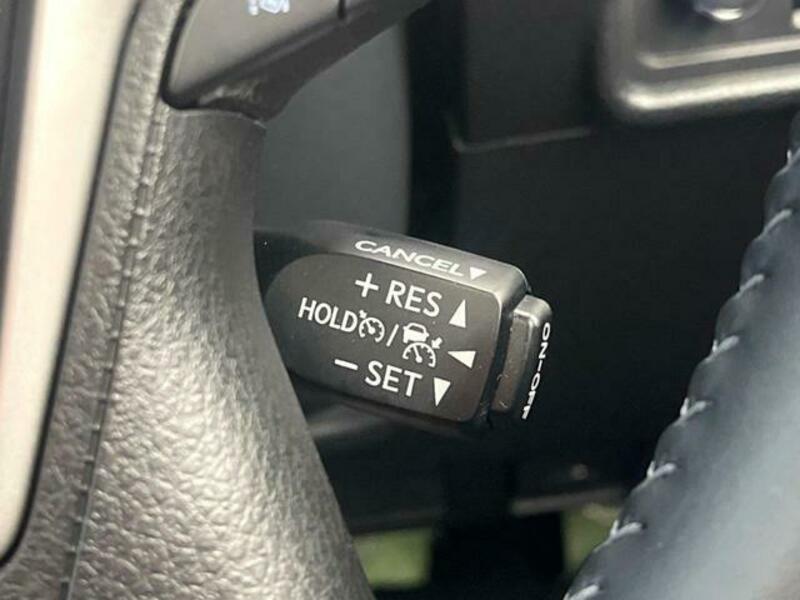 CANCEL▼
+ RES ▲
HOLD / ◀
– SET ▼
ON-OFF